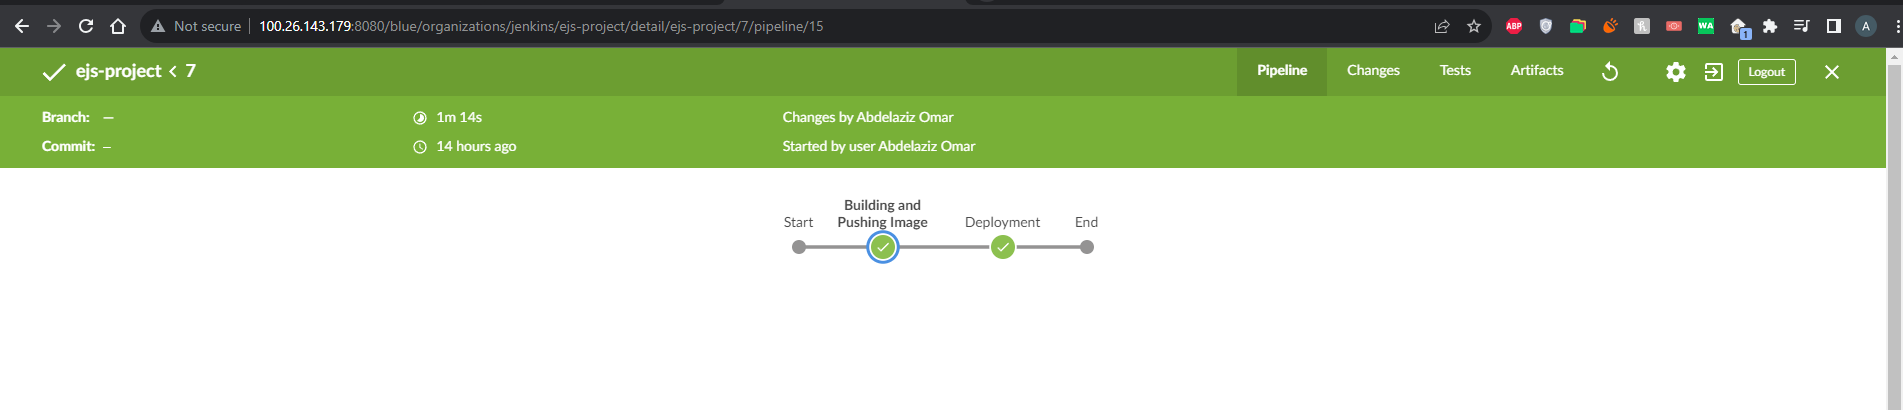 Not secure 100.26.143.179:8080/blue/organizations/jenkins/ejs-project/detail/ejs-project/7/pipeline/15 ABP WA 1 A
ejs-project < 7 Pipeline Changes Tests Artifacts Logout
Branch: — 1m 14s Changes by Abdelaziz Omar
Commit: – 14 hours ago Started by user Abdelaziz Omar
Building and
Start Pushing Image Deployment End